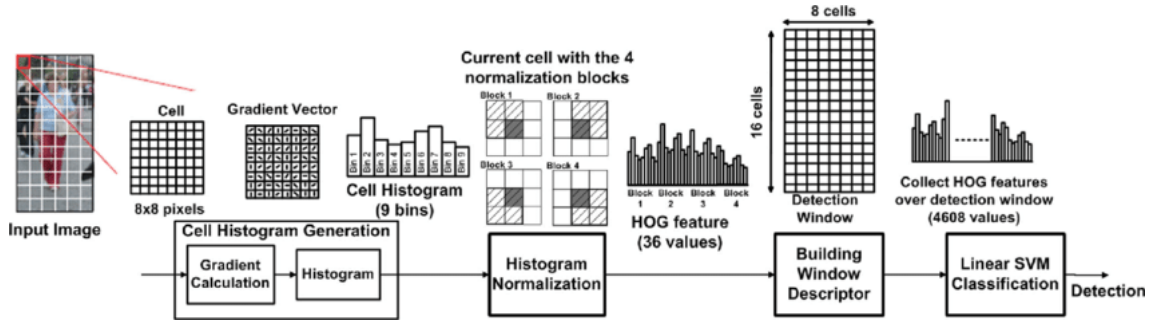 Input Image
Cell
8x8 pixels
Gradient Vector
Bin 1
Bin 2
Bin 3
Bin 4
Bin 5
Bin 6
Bin 7
Bin 8
Bin 9
Cell Histogram
(9 bins)
Current cell with the 4
normalization blocks
Block 1
Block 2
Block 3
Block 4
Block Block Block Block
1 2 3 4
HOG feature
(36 values)
8 cells
16 cells
Detection
Window
Collect HOG features
over detection window
(4608 values)
Cell Histogram Generation
Gradient
Calculation
Histogram
Histogram
Normalization
Building
Window
Descriptor
Linear SVM
Classification
Detection